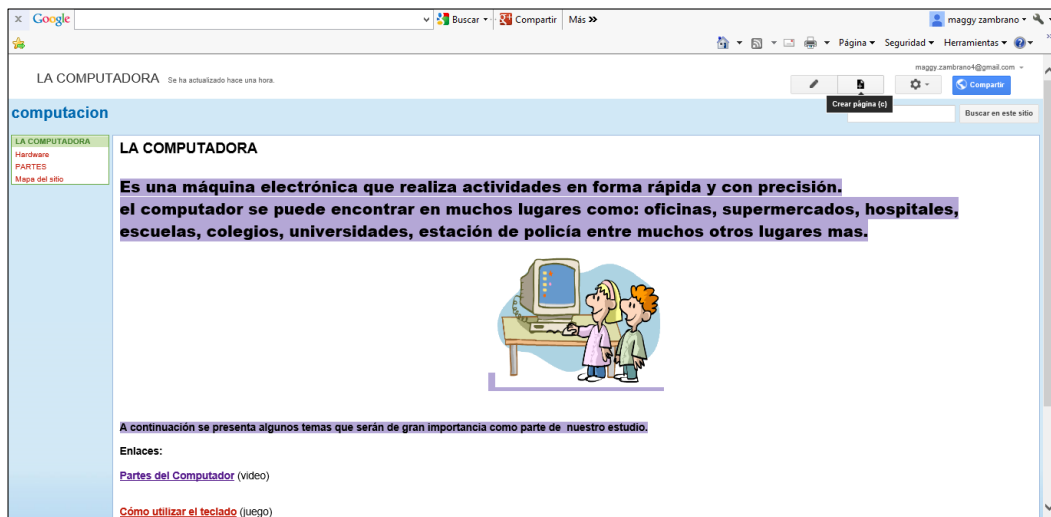 x Google Buscar Compartir Más » maggy zambrano
Página Seguridad Herramientas »
maggy.zambrano4@gmail.com
LA COMPUTADORA Se ha actualizado hace una hora. Compartir
Crear página (c)
computacion Buscar en este sitio
LA COMPUTADORA
Hardware
PARTES
Mapa del sitio
LA COMPUTADORA
Es una máquina electrónica que realiza actividades en forma rápida y con precisión.
el computador se puede encontrar en muchos lugares como: oficinas, supermercados, hospitales,
escuelas, colegios, universidades, estación de policía entre muchos otros lugares mas.
A continuación se presenta algunos temas que serán de gran importancia como parte de nuestro estudio.
Enlaces:
Partes del Computador (video)
Cómo utilizar el teclado (juego)